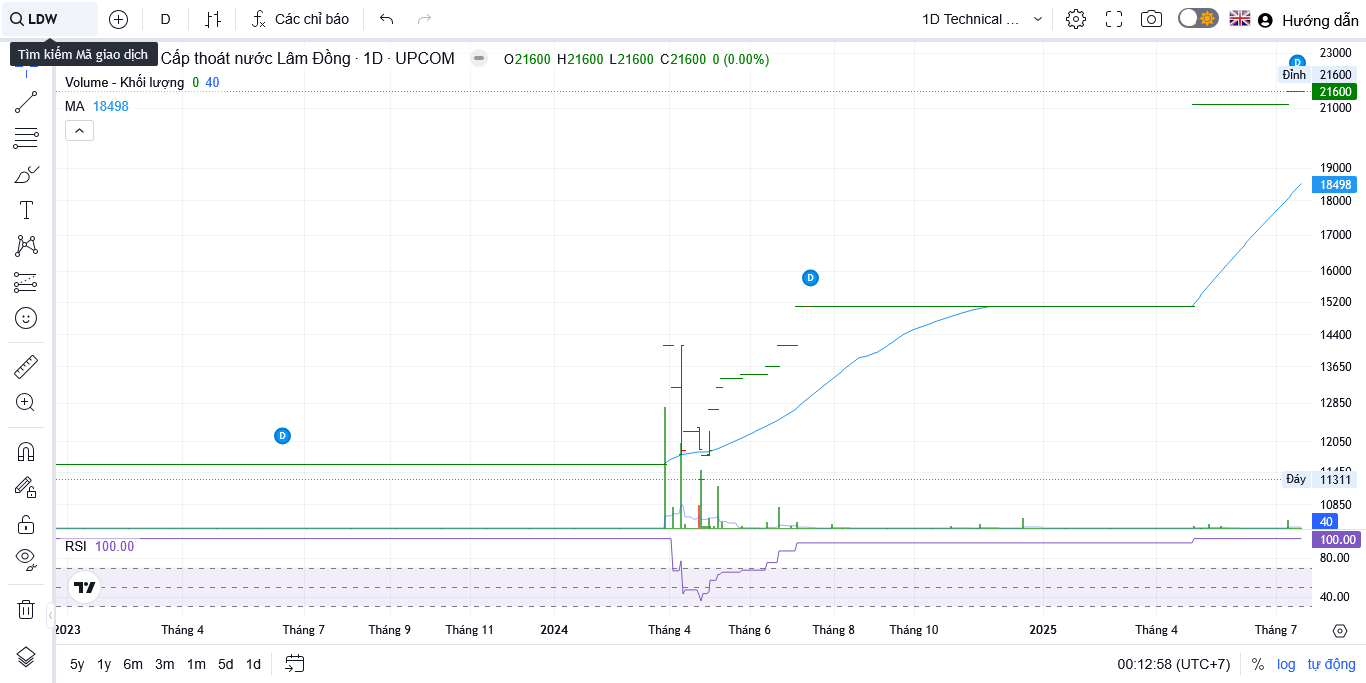 LDW
D
Các chỉ báo
1D Technical ...
Hướng dẫn
Tìm kiếm Mã giao dịch
Cấp thoát nước Lâm Đồng · 1D · UPCOM
O21600 H21600 L21600 C21600 0 (0.00%)
Volume - Khối lượng 0 40
MA 18498
23000
D
Đỉnh 21600
21600
21000
19000
18498
18000
17000
16000
D
15200
14400
13650
12850
D
12050
11450
Đáy 11311
10850
40
RSI 100.00
100.00
80.00
40.00
2023 Tháng 4 Tháng 7 Tháng 9 Tháng 11 2024 Tháng 4 Tháng 6 Tháng 8 Tháng 10 2025 Tháng 4 Tháng 7
5y 1y 6m 3m 1m 5d 1d
00:12:58 (UTC+7) % log tự động